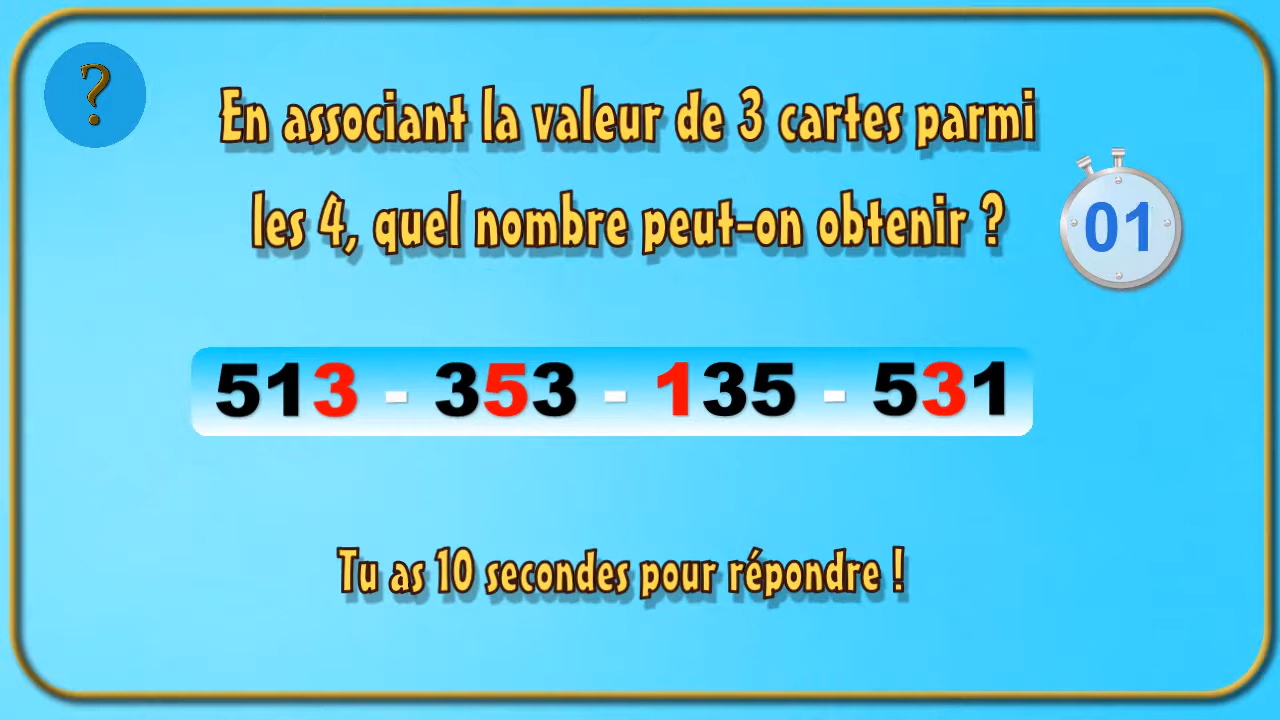 ?
En associant la valeur de 3 cartes parmi
les 4, quel nombre peut-on obtenir ?
01
513 - 353 - 135 - 531
Tu as 10 secondes pour répondre !